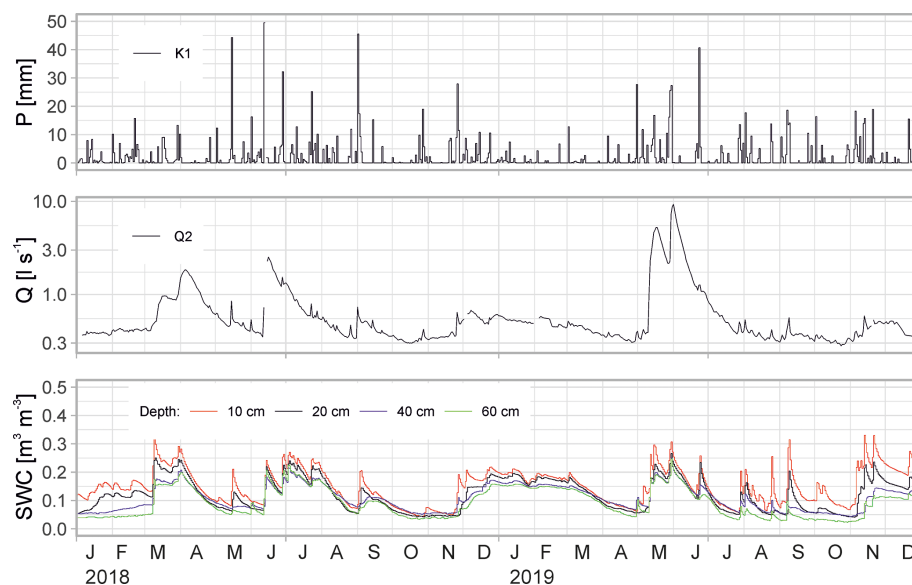 P [mm]
50
40
30
20
10
0
K1
Q [l s⁻¹]
10.0
3.0
1.0
0.3
Q2
SWC [m³ m⁻³]
0.5
0.4
0.3
0.2
0.1
0.0
Depth: 10 cm 20 cm 40 cm 60 cm
J F M A M J J A S O N D J F M A M J J A S O N D
2018 2019